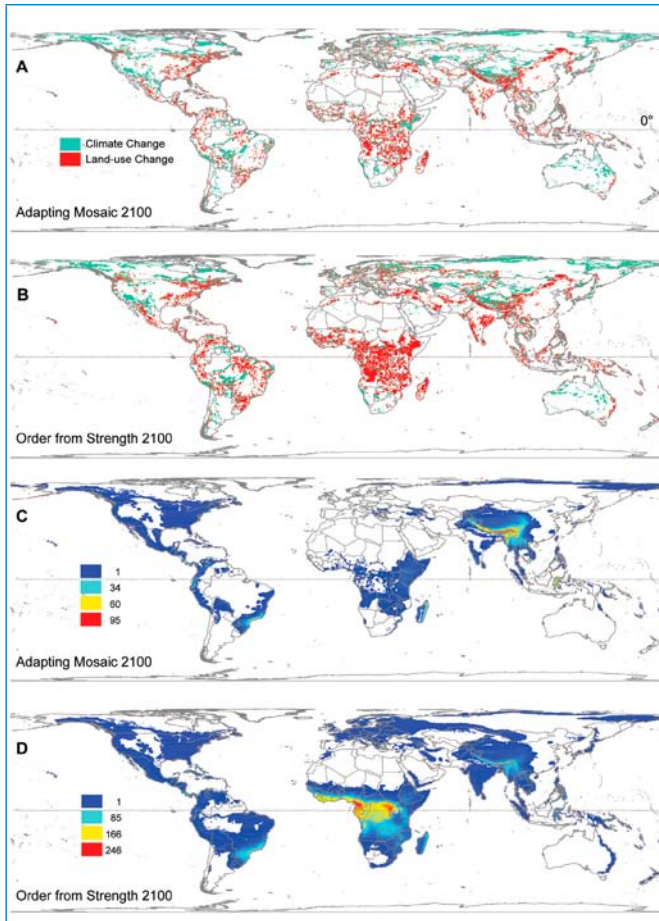 A
0°
Climate Change
Land-use Change
Adapting Mosaic 2100
B
Order from Strength 2100
C
1
34
60
95
Adapting Mosaic 2100
D
1
85
166
246
Order from Strength 2100